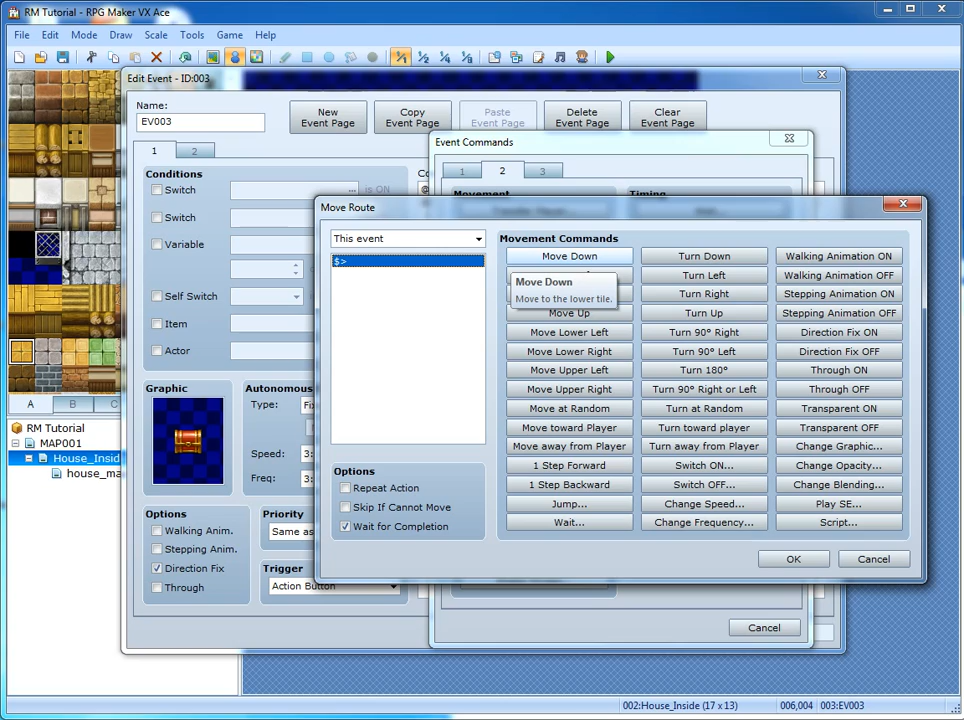 RM Tutorial - RPG Maker VX Ace
File Edit Mode Draw Scale Tools Game Help
1/1 1/2 1/4 1/8
Edit Event - ID:003
Name:
EV003
New Event Page
Copy Event Page
Paste Event Page
Delete Event Page
Clear Event Page
1 2
Conditions
Switch ... is ON
Switch
Variable
Self Switch
Item
Actor
Graphic
Autonomous
Type:
Speed: 3:
Freq: 3:
Options
Walking Anim.
Stepping Anim.
Direction Fix
Through
Priority
Same as
Trigger
Action Button
Event Commands
1 2 3
Movement Timing
Cancel
Move Route
This event
$>
Options
Repeat Action
Skip If Cannot Move
Wait for Completion
Movement Commands
Move Down Turn Down Walking Animation ON
Turn Left Walking Animation OFF
Move Down
Move to the lower tile.
Turn Right Stepping Animation ON
Move Up Turn Up Stepping Animation OFF
Move Lower Left Turn 90° Right Direction Fix ON
Move Lower Right Turn 90° Left Direction Fix OFF
Move Upper Left Turn 180° Through ON
Move Upper Right Turn 90° Right or Left Through OFF
Move at Random Turn at Random Transparent ON
Move toward Player Turn toward player Transparent OFF
Move away from Player Turn away from Player Change Graphic...
1 Step Forward Switch ON... Change Opacity...
1 Step Backward Switch OFF... Change Blending...
Jump... Change Speed... Play SE...
Wait... Change Frequency... Script...
OK Cancel
A B C
RM Tutorial
MAP001
House_Insid
house_ma
002:House_Inside (17 x 13) 006,004 003:EV003